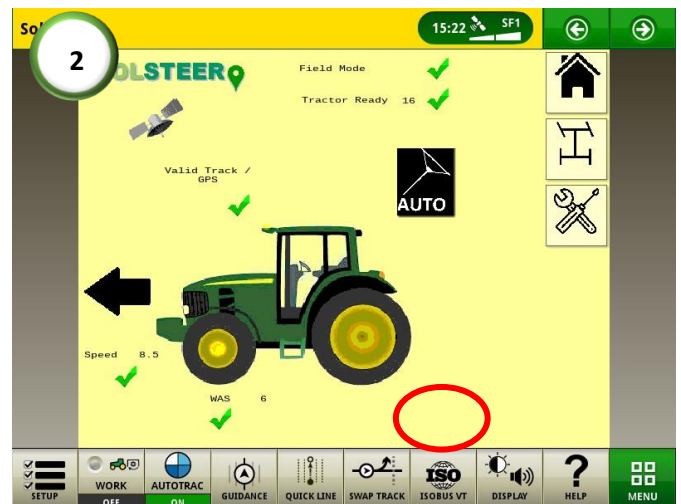 Sol
15:22 SF1
2
OLSTEER
Field Mode
Tractor Ready 16
Valid Track /
GPS
AUTO
Speed 8.5
WAS 6
SETUP
WORK
OFF
AUTOTRAC
ON
GUIDANCE
QUICK LINE
SWAP TRACK
ISO
ISOBUS VT
DISPLAY
?
HELP
MENU